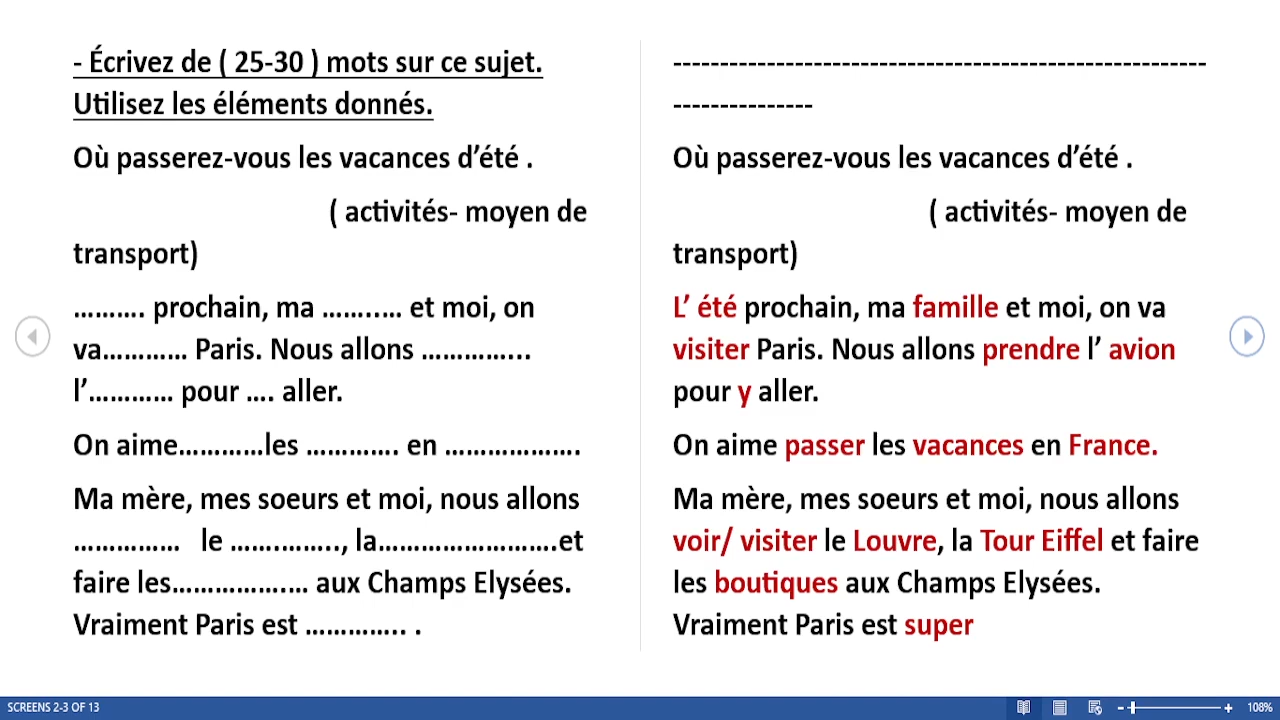 - Écrivez de ( 25-30 ) mots sur ce sujet.
Utilisez les éléments donnés.
Où passerez-vous les vacances d’été .
( activités- moyen de
transport)
………. prochain, ma ……..… et moi, on
va………… Paris. Nous allons …………...
l’………… pour …. aller.
On aime…………les …………. en ……………….
Ma mère, mes soeurs et moi, nous allons
…………… le …….…….., la…………………….et
faire les…………….… aux Champs Elysées.
Vraiment Paris est ………….. .
---------------------------------------------------------
---------------
Où passerez-vous les vacances d’été .
( activités- moyen de
transport)
L’ été prochain, ma famille et moi, on va
visiter Paris. Nous allons prendre l’ avion
pour y aller.
On aime passer les vacances en France.
Ma mère, mes soeurs et moi, nous allons
voir/ visiter le Louvre, la Tour Eiffel et faire
les boutiques aux Champs Elysées.
Vraiment Paris est super
SCREENS 2-3 OF 13
108%